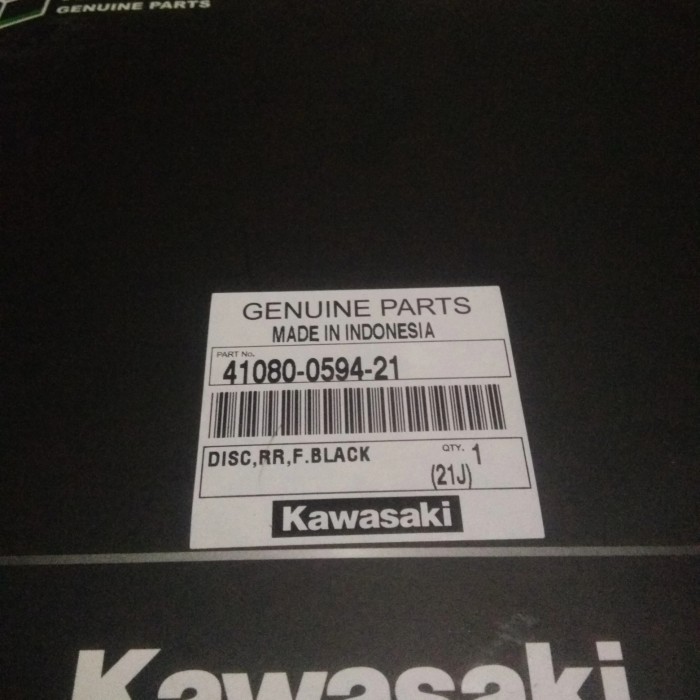 GENUINE PARTS
GENUINE PARTS
MADE IN INDONESIA
PART No.
41080-0594-21
DISC,RR,F.BLACK
QTY. 1
(21J)
Kawasaki
Kawasaki